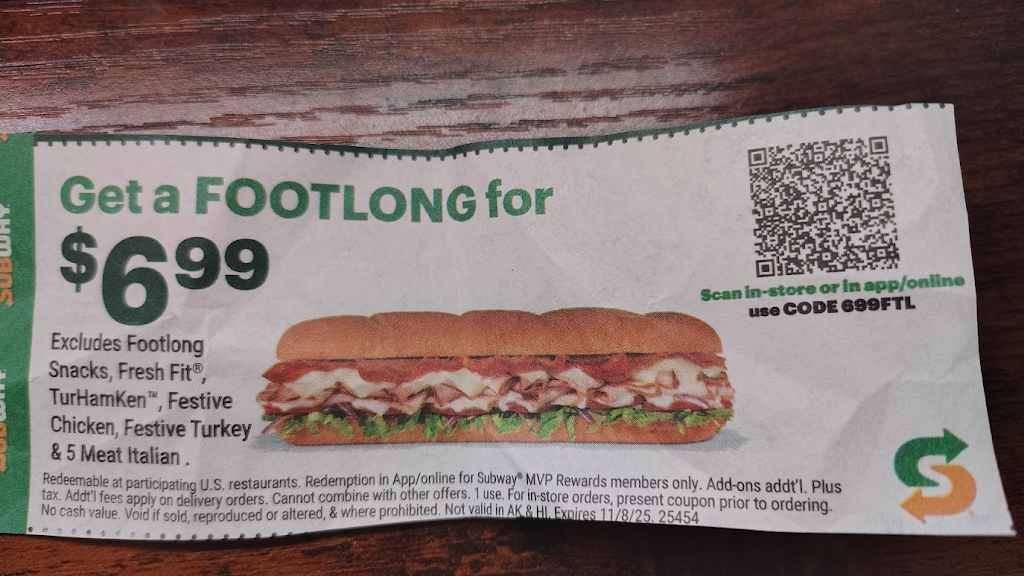 Get a FOOTLONG for
$6.99
Excludes Footlong
Snacks, Fresh Fit®,
TurHamKen™, Festive
Chicken, Festive Turkey
& 5 Meat Italian .
Scan in-store or in app/online
use CODE 699FTL
Redeemable at participating U.S. restaurants. Redemption in App/online for Subway® MVP Rewards members only. Add-ons addt'l. Plus
tax. Addt'l fees apply on delivery orders. Cannot combine with other offers. 1 use. For in-store orders, present coupon prior to ordering.
No cash value. Void if sold, reproduced or altered, & where prohibited. Not valid in AK & HI. Expires 11/8/25. 25454
SUBWAY
SUBWAY